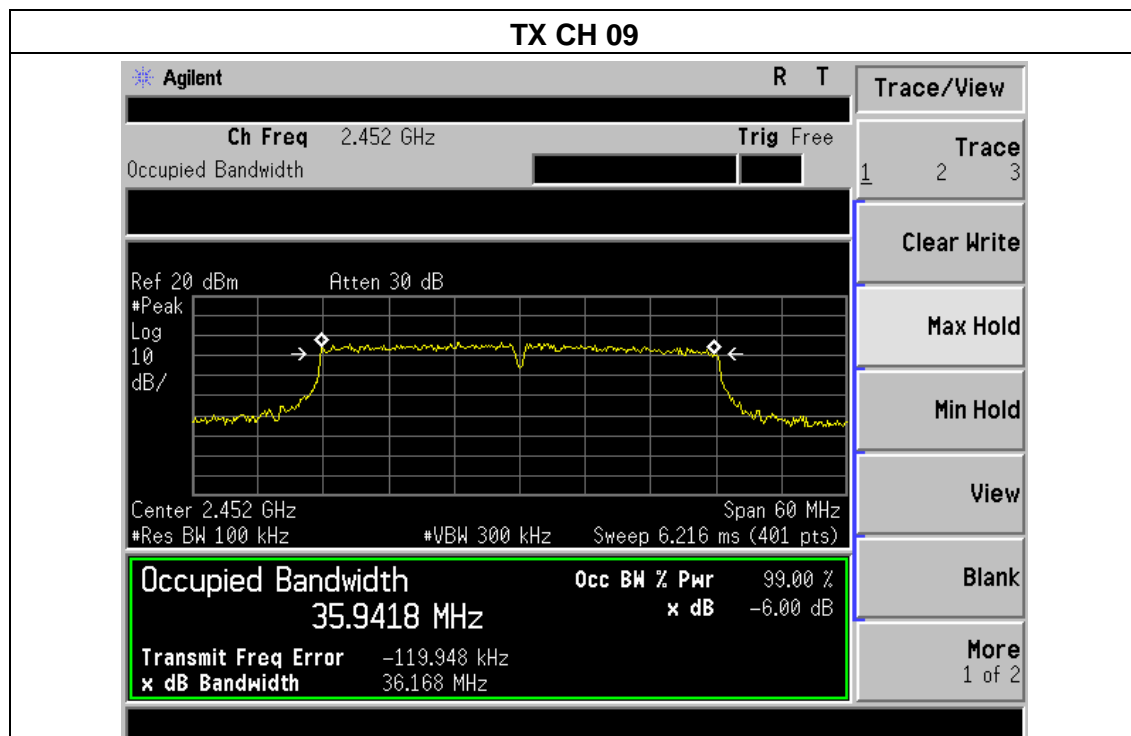 TX CH 09
Agilent R T
Trace/View
Ch Freq 2.452 GHz Trig Free
Occupied Bandwidth
Trace
1 2 3
Clear Write
Ref 20 dBm Atten 30 dB
#Peak
Log
10
dB/
Max Hold
Min Hold
View
Center 2.452 GHz Span 60 MHz
#Res BW 100 kHz #VBW 300 kHz Sweep 6.216 ms (401 pts)
Occupied Bandwidth
35.9418 MHz
Occ BW % Pwr 99.00 %
x dB -6.00 dB
Transmit Freq Error -119.948 kHz
x dB Bandwidth 36.168 MHz
Blank
More
1 of 2